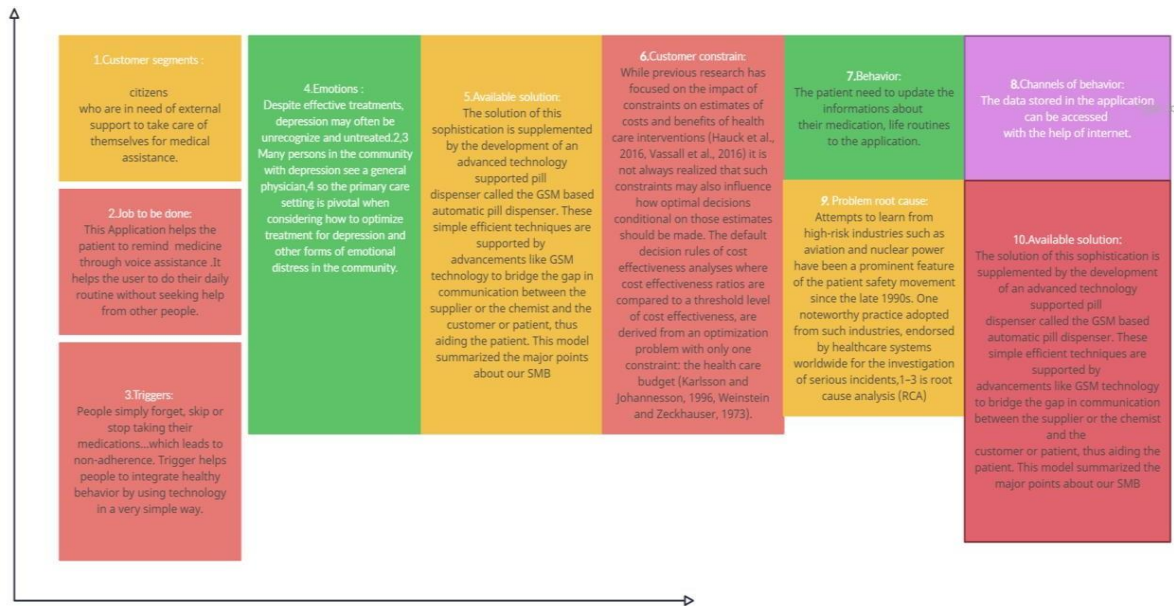 1.Customer segments :
citizens
who are in need of external
support to take care of
themselves for medical
assistance.
2.Job to be done:
This Application helps the
patient to remind medicine
through voice assistance .It
helps the user to do their daily
routine without seeking help
from other people.
3.Triggers:
People simply forget, skip or
stop taking their
medications...which leads to
non-adherence. Trigger helps
people to integrate healthy
behavior by using technology
in a very simple way.
4.Emotions :
Despite effective treatments,
depression may often be
unrecognize and untreated.2,3
Many persons in the community
with depression see a general
physician,4 so the primary care
setting is pivotal when
considering how to optimize
treatment for depression and
other forms of emotional
distress in the community.
5.Available solution:
The solution of this
sophistication is supplemented
by the development of an
advanced technology
supported pill
dispenser called the GSM based
automatic pill dispenser. These
simple efficient techniques are
supported by
advancements like GSM
technology to bridge the gap in
communication between the
supplier or the chemist and the
customer or patient, thus
aiding the patient. This model
summarized the major points
about our SMB
6.Customer constrain:
While previous research has
focused on the impact of
constraints on estimates of
costs and benefits of health
care interventions (Hauck et al.,
2016, Vassall et al., 2016) it is
not always realized that such
constraints may also influence
how optimal decisions
conditional on those estimates
should be made. The default
decision rules of cost
effectiveness analyses where
cost effectiveness ratios are
compared to a threshold level
of cost effectiveness, are
derived from an optimization
problem with only one
constraint: the health care
budget (Karlsson and
Johannesson, 1996, Weinstein
and Zeckhauser, 1973).
7.Behavior:
The patient need to update the
informations about
their medication, life routines
to the application.
8.Channels of behavior:
The data stored in the application
can be accessed
with the help of internet.
9. Problem root cause:
Attempts to learn from
high-risk industries such as
aviation and nuclear power
have been a prominent feature
of the patient safety movement
since the late 1990s. One
noteworthy practice adopted
from such industries, endorsed
by healthcare systems
worldwide for the investigation
of serious incidents,1–3 is root
cause analysis (RCA)
10.Available solution:
The solution of this sophistication is
supplemented by the development
of an advanced technology
supported pill
dispenser called the GSM based
automatic pill dispenser. These
simple efficient techniques are
supported by
advancements like GSM technology
to bridge the gap in communication
between the supplier or the chemist
and the
customer or patient, thus aiding the
patient. This model summarized the
major points about our SMB